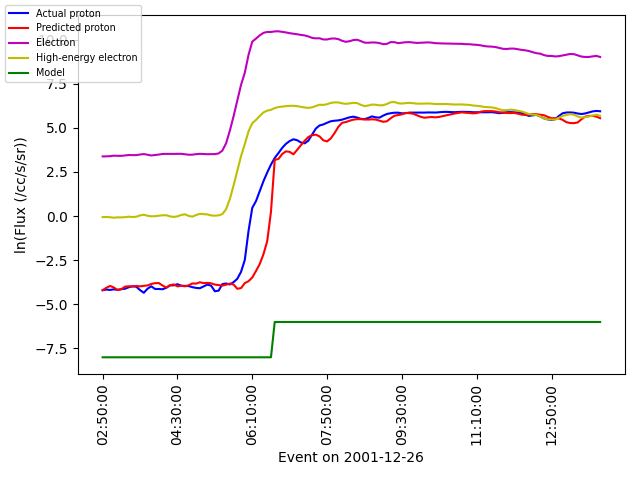 Actual proton
Predicted proton
Electron
High-energy electron
Model
10.0
7.5
5.0
2.5
0.0
−2.5
−5.0
−7.5
ln(Flux (/cc/s/sr))
02:50:00
04:30:00
06:10:00
07:50:00
09:30:00
11:10:00
12:50:00
Event on 2001-12-26